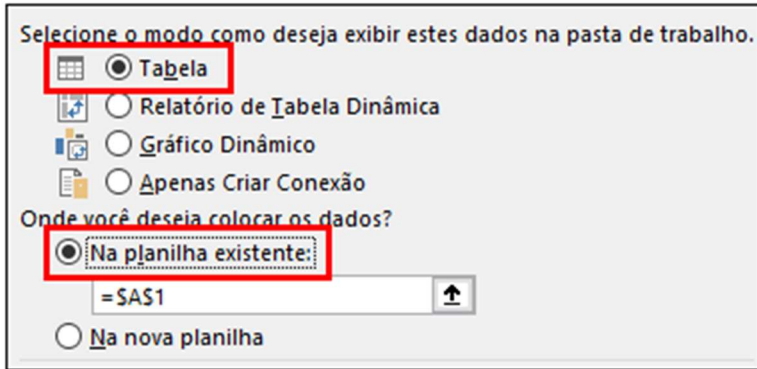 Selecione o modo como deseja exibir estes dados na pasta de trabalho.
Tabela
Relatório de Tabela Dinâmica
Gráfico Dinâmico
Apenas Criar Conexão
Onde você deseja colocar os dados?
Na planilha existente:
=$A$1
Na nova planilha